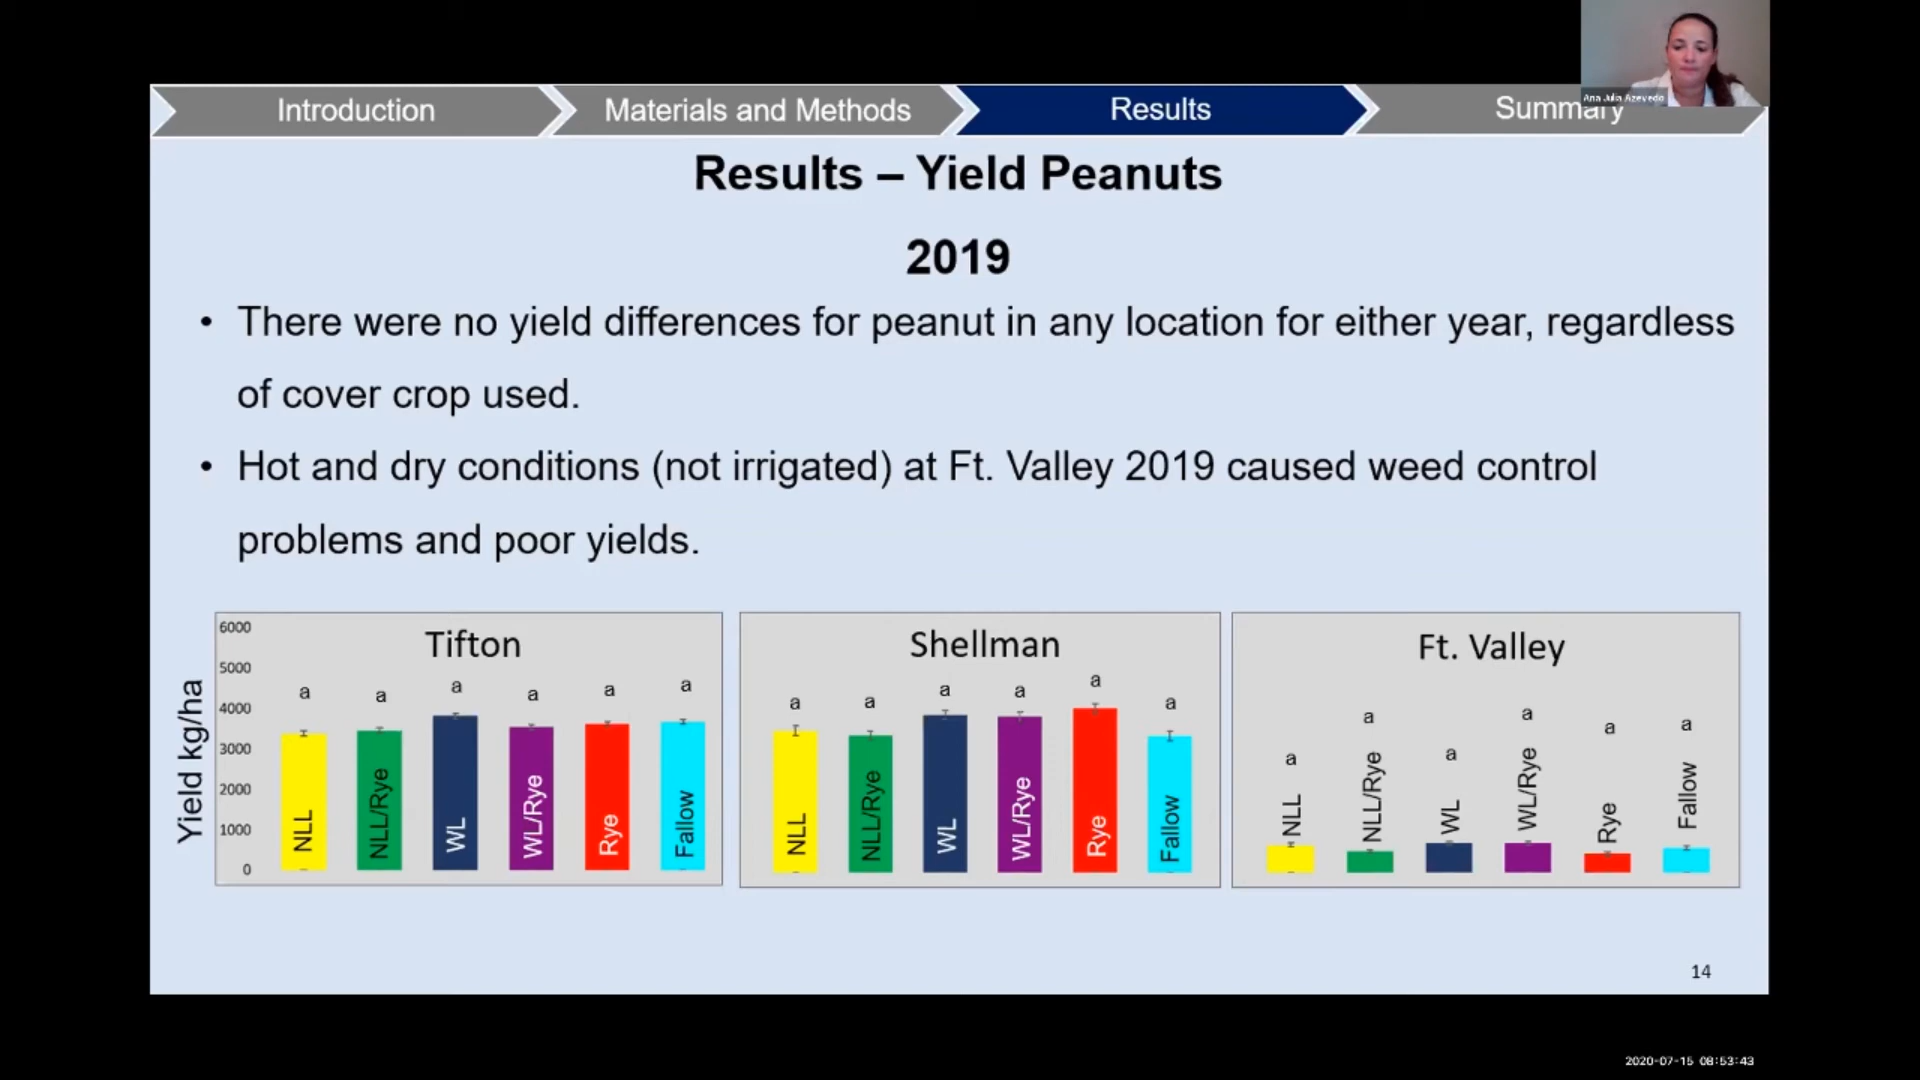 Ana Julia Azevedo
Introduction
Materials and Methods
Results
Summary
Results – Yield Peanuts
2019
• There were no yield differences for peanut in any location for either year, regardless
of cover crop used.
• Hot and dry conditions (not irrigated) at Ft. Valley 2019 caused weed control
problems and poor yields.
Yield kg/ha
6000
5000
4000
3000
2000
1000
0
Tifton
a
a
a
a
a
a
NLL
NLL/Rye
WL
WL/Rye
Rye
Fallow
Shellman
a
a
a
a
a
a
NLL
NLL/Rye
WL
WL/Rye
Rye
Fallow
Ft. Valley
a
a
a
a
a
a
NLL
NLL/Rye
WL
WL/Rye
Rye
Fallow
14
2020-07-15 08:53:43